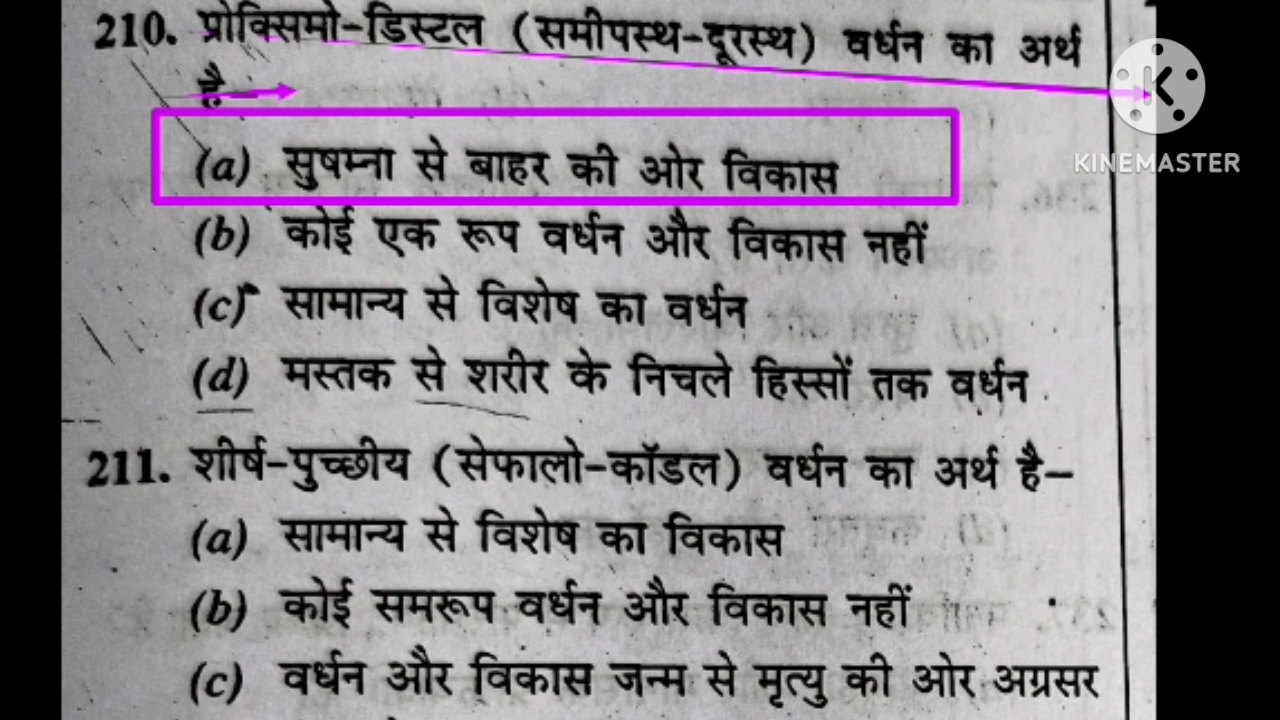 210. प्रोक्सिमो-डिस्टल (समीपस्थ-दूरस्थ) वर्धन का अर्थ
है—
(a) सुषम्ना से बाहर की ओर विकास
(b) कोई एक रूप वर्धन और विकास नहीं
(c) सामान्य से विशेष का वर्धन
(d) मस्तक से शरीर के निचले हिस्सों तक वर्धन
211. शीर्ष-पुच्छीय (सेफालो-कॉडल) वर्धन का अर्थ है—
(a) सामान्य से विशेष का विकास
(b) कोई समरूप वर्धन और विकास नहीं
(c) वर्धन और विकास जन्म से मृत्यु की ओर अग्रसर
KINEMASTER